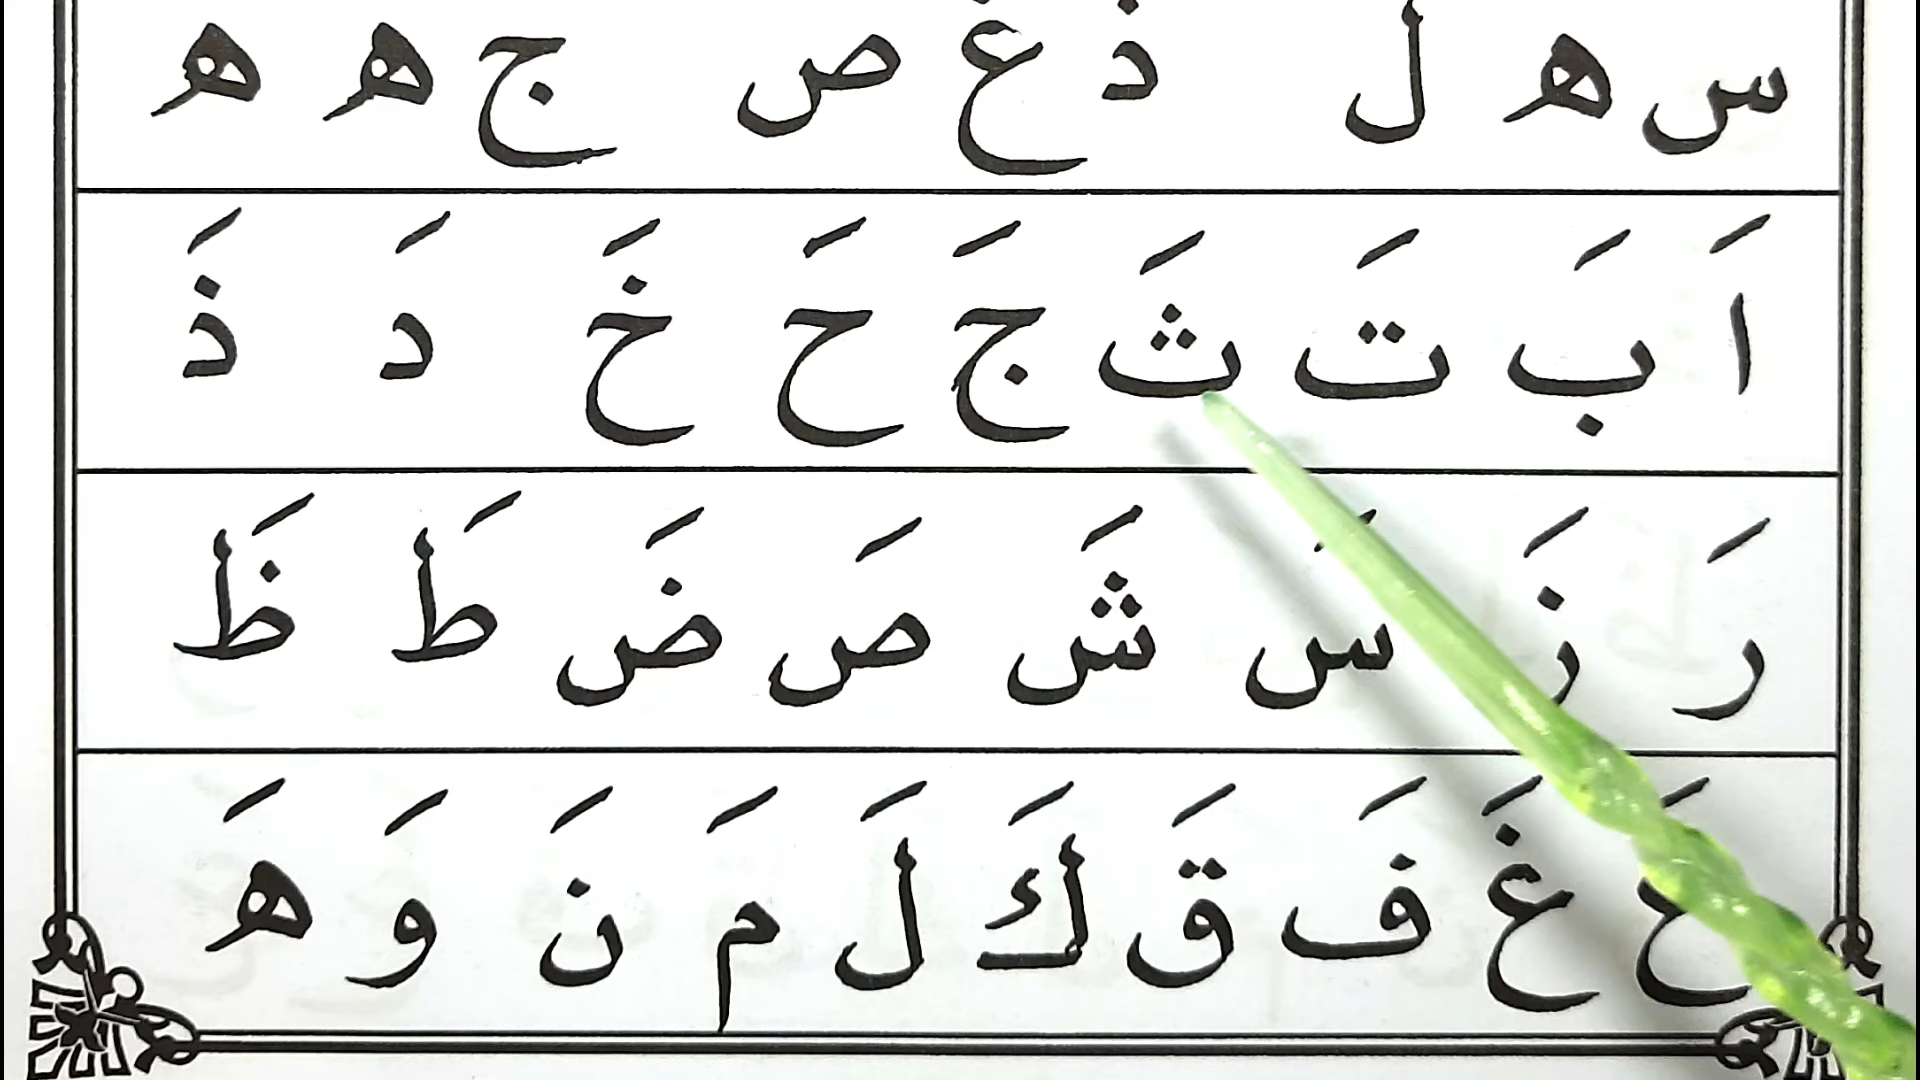 س ه ل ذ غ ص ج ه ه
اَ بَ تَ ثَ جَ حَ خَ دَ ذَ
رَ زَ سَ شَ صَ ضَ طَ ظَ
عَ غَ فَ قَ كَ لَ مَ نَ وَ هَ